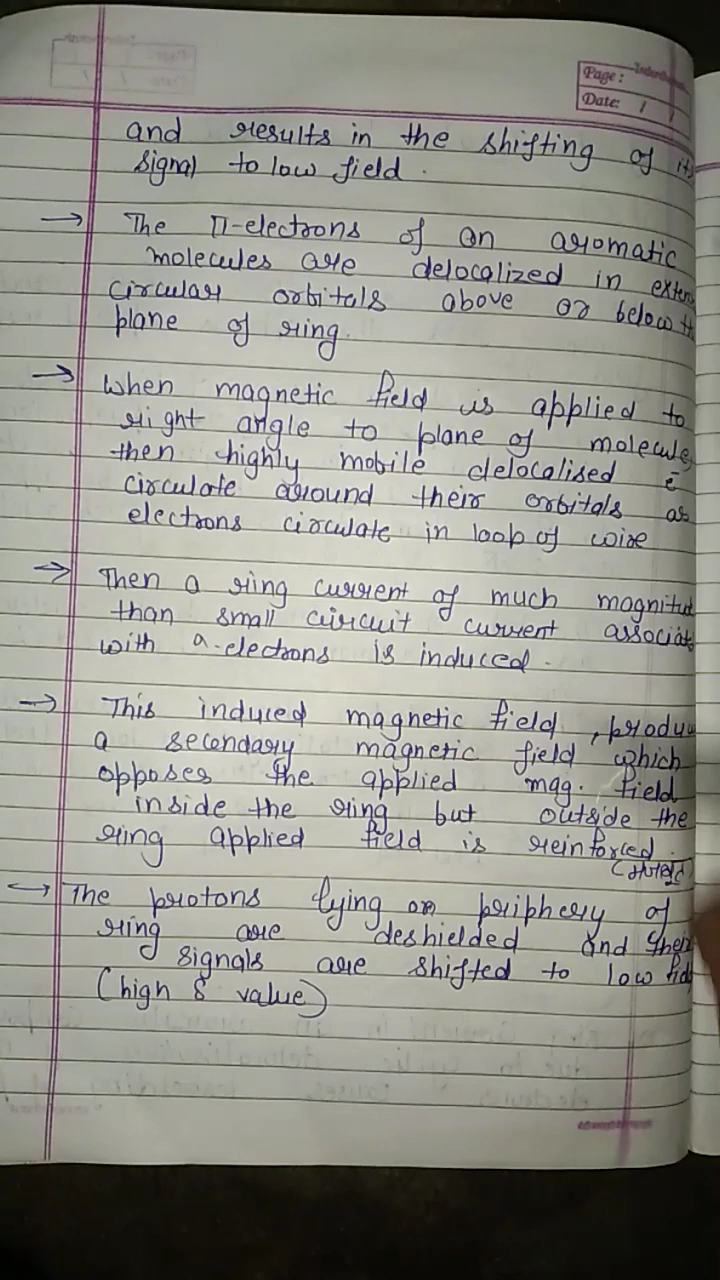 Page:
Date: / /
and results in the shifting of its
signal to low field.
→ The π-electrons of an aromatic
molecules are delocalized in exten
circular orbitals above or below th
plane of ring.
→ When magnetic field is applied to
right angle to plane of molecule,
then highly mobile delocalised ē
circulate around their orbitals as
electrons circulate in loop of wire
→ Then a ring current of much magnitud
than small circuit current associate
with a-electrons is induced.
→ This induced magnetic field, produ
a secondary magnetic field which
opposes the applied mag. field
inside the ring but outside the
ring applied field is reinforced.
→ The protons lying on priphery of
ring are deshielded and their
signals are shifted to low fid
(high δ value)